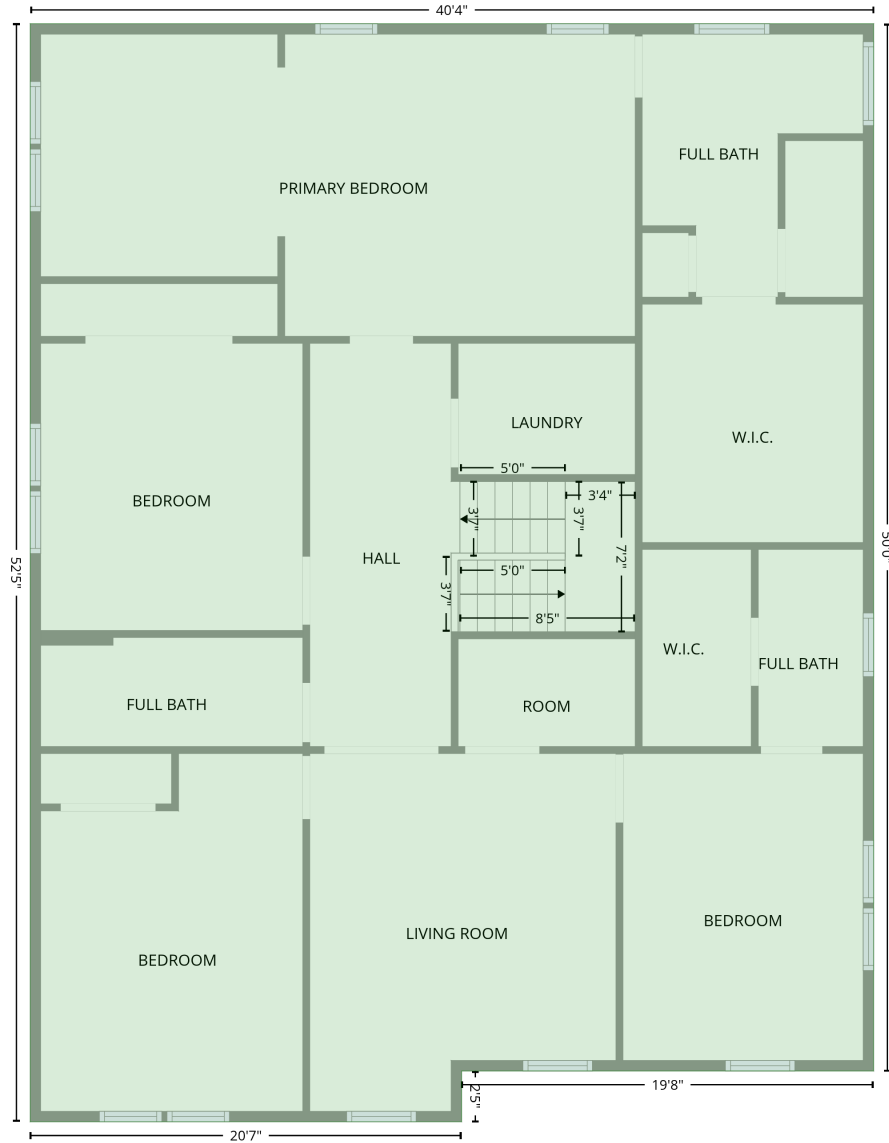 40'4"
FULL BATH
PRIMARY BEDROOM
LAUNDRY
W.I.C.
5'0"
3'4"
BEDROOM
3'7"
3'7"
7'2"
HALL
52'5"
50'0"
5'0"
3'7"
8'5"
W.I.C.
FULL BATH
FULL BATH
ROOM
BEDROOM
LIVING ROOM
BEDROOM
19'8"
2'5"
20'7"